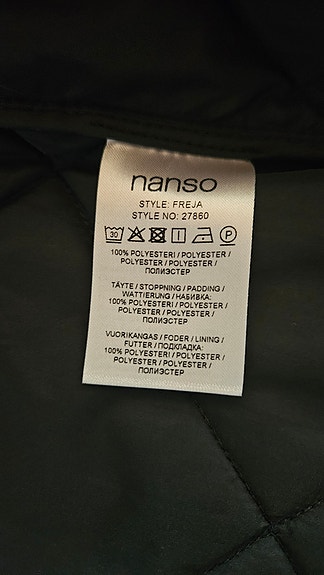 nanso
STYLE: FREJA
STYLE NO: 27860
30 P
100% POLYESTERI / POLYESTER /
POLYESTER / POLYESTER /
ПОЛИЭСТЕР
TÄYTE / STOPPNING / PADDING /
WATTIERUNG / НАБИВКА:
100% POLYESTERI / POLYESTER /
POLYESTER / POLYESTER /
ПОЛИЭСТЕР
VUORIKANGAS / FODER / LINING /
FUTTER / ПОДКЛАДКА:
100% POLYESTERI / POLYESTER /
POLYESTER / POLYESTER /
ПОЛИЭСТЕР